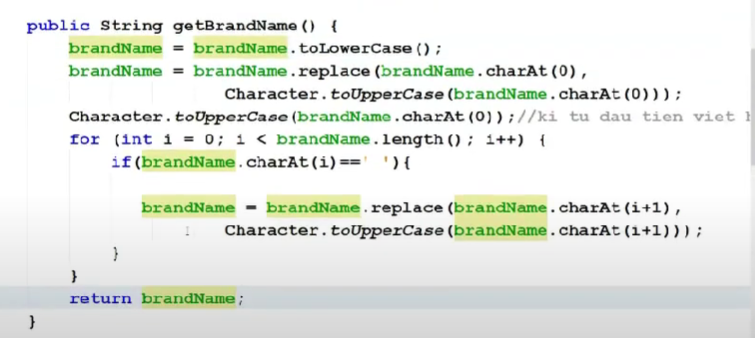 public String getBrandName() {
brandName = brandName.toLowerCase();
brandName = brandName.replace(brandName.charAt(0),
Character.toUpperCase(brandName.charAt(0)));
Character.toUpperCase(brandName.charAt(0));//ki tu dau tien viet
for (int i = 0; i < brandName.length(); i++) {
if(brandName.charAt(i)==' '){
brandName = brandName.replace(brandName.charAt(i+1),
Character.toUpperCase(brandName.charAt(i+1)));
}
}
return brandName;
}